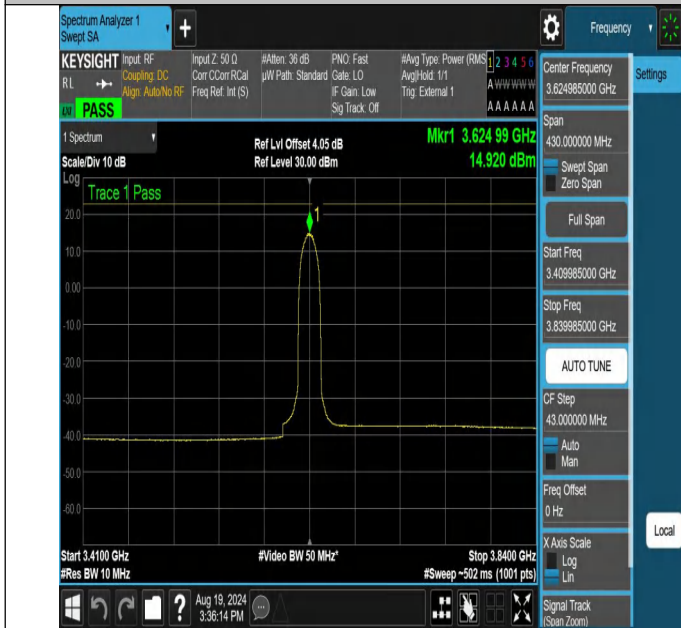 Spectrum Analyzer 1
Swept SA
Frequency
KEYSIGHT
Input: RF
Coupling: DC
Align: Auto/No RF
Input Z: 50 Ω
Corr CCorr RCal
Freq Ref: Int (S)
#Atten: 36 dB
µW Path: Standard
PNO: Fast
Gate: LO
IF Gain: Low
Sig Track: Off
#Avg Type: Power (RMS
Avg|Hold: 1/1
Trig: External 1
1 2 3 4 5 6
A W W W W W
A A A A A A
RL
LXI
PASS
1 Spectrum
Scale/Div 10 dB
Ref Lvl Offset 4.05 dB
Ref Level 30.00 dBm
Mkr1 3.624 99 GHz
14.920 dBm
Log
Trace 1 Pass
1
20.0
10.0
0.00
-10.0
-20.0
-30.0
-40.0
-50.0
-60.0
Start 3.4100 GHz
#Res BW 10 MHz
#Video BW 50 MHz*
Stop 3.8400 GHz
#Sweep ~502 ms (1001 pts)
Aug 19, 2024
3:36:14 PM
?
Center Frequency
3.624985000 GHz
Settings
Span
430.000000 MHz
Swept Span
Zero Span
Full Span
Start Freq
3.409985000 GHz
Stop Freq
3.839985000 GHz
AUTO TUNE
CF Step
43.000000 MHz
Auto
Man
Freq Offset
0 Hz
X Axis Scale
Log
Lin
Local
Signal Track
(Span Zoom)